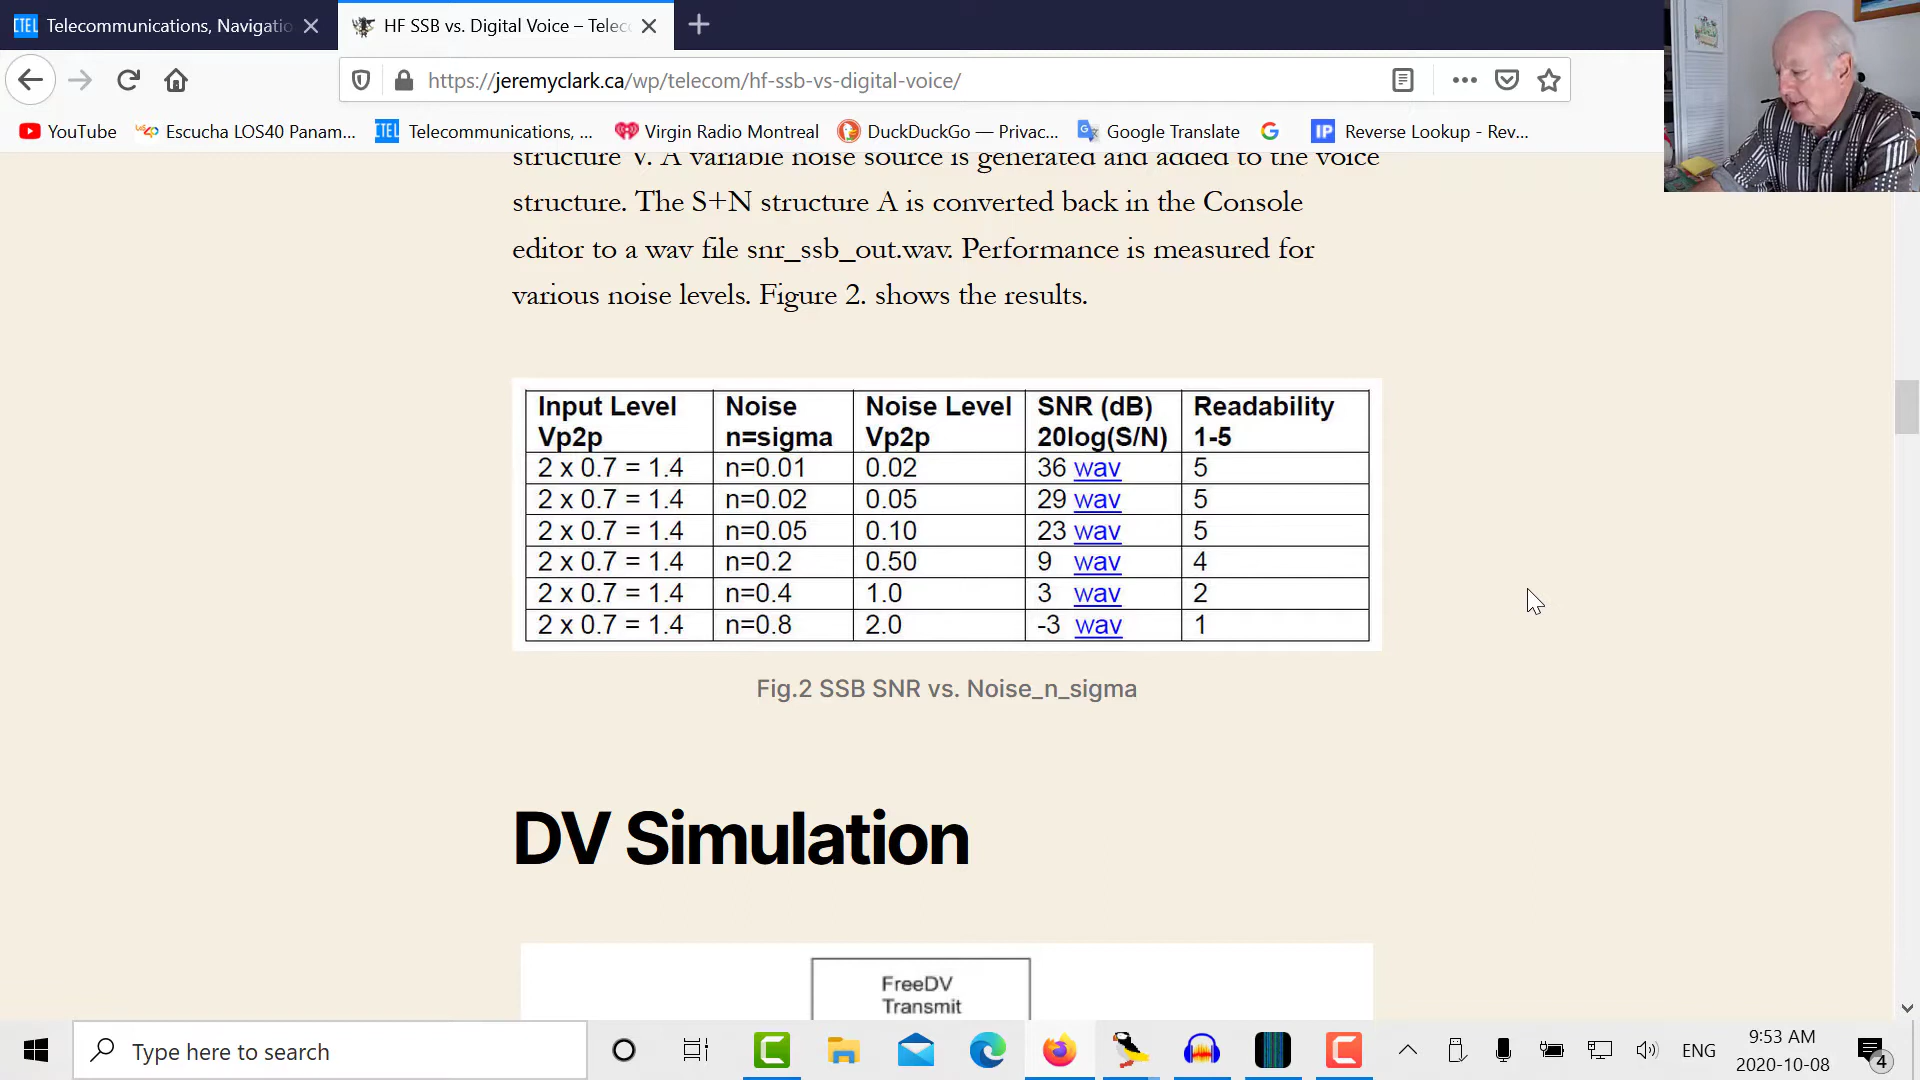 Telecommunications, Navigatio
HF SSB vs. Digital Voice – Telec
https://jeremyclark.ca/wp/telecom/hf-ssb-vs-digital-voice/
YouTube Escucha LOS40 Panam... Telecommunications, ... Virgin Radio Montreal DuckDuckGo — Privac... Google Translate Reverse Lookup - Rev...
structure V. A variable noise source is generated and added to the voice
structure. The S+N structure A is converted back in the Console
editor to a wav file snr_ssb_out.wav. Performance is measured for
various noise levels. Figure 2. shows the results.
Input Level Noise Noise Level SNR (dB) Readability
Vp2p n=sigma Vp2p 20log(S/N) 1-5
2 x 0.7 = 1.4 n=0.01 0.02 36 wav 5
2 x 0.7 = 1.4 n=0.02 0.05 29 wav 5
2 x 0.7 = 1.4 n=0.05 0.10 23 wav 5
2 x 0.7 = 1.4 n=0.2 0.50 9 wav 4
2 x 0.7 = 1.4 n=0.4 1.0 3 wav 2
2 x 0.7 = 1.4 n=0.8 2.0 -3 wav 1
Fig.2 SSB SNR vs. Noise_n_sigma
DV Simulation
FreeDV
Transmit
Type here to search
ENG
9:53 AM
2020-10-08
4